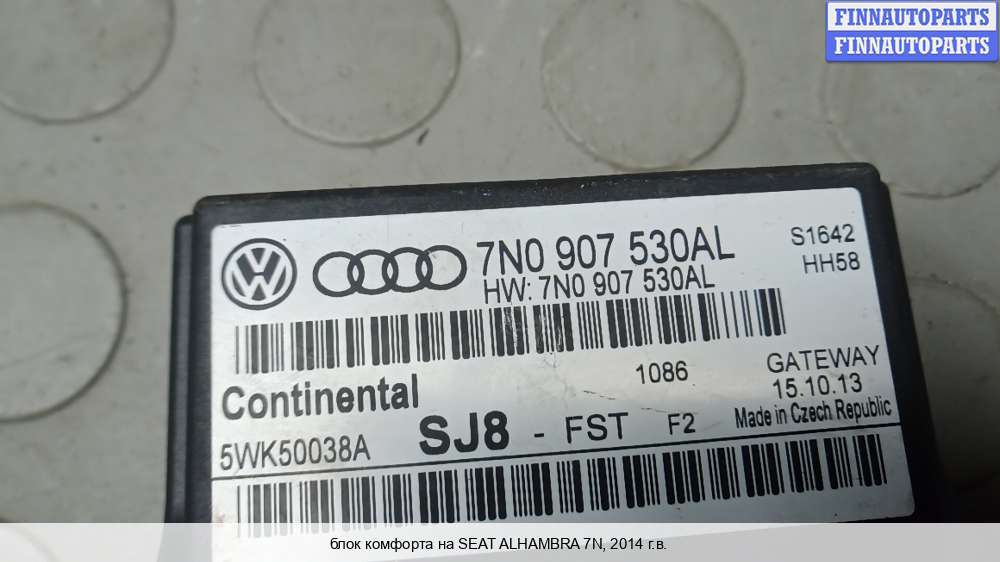 FINNAUTOPARTS
FINNAUTOPARTS
7N0 907 530AL
S1642
HW: 7N0 907 530AL
HH58
Continental
1086
GATEWAY
15.10.13
5WK50038A
SJ8 - FST F2
Made in Czech Republic
блок комфорта на SEAT ALHAMBRA 7N, 2014 г.в.